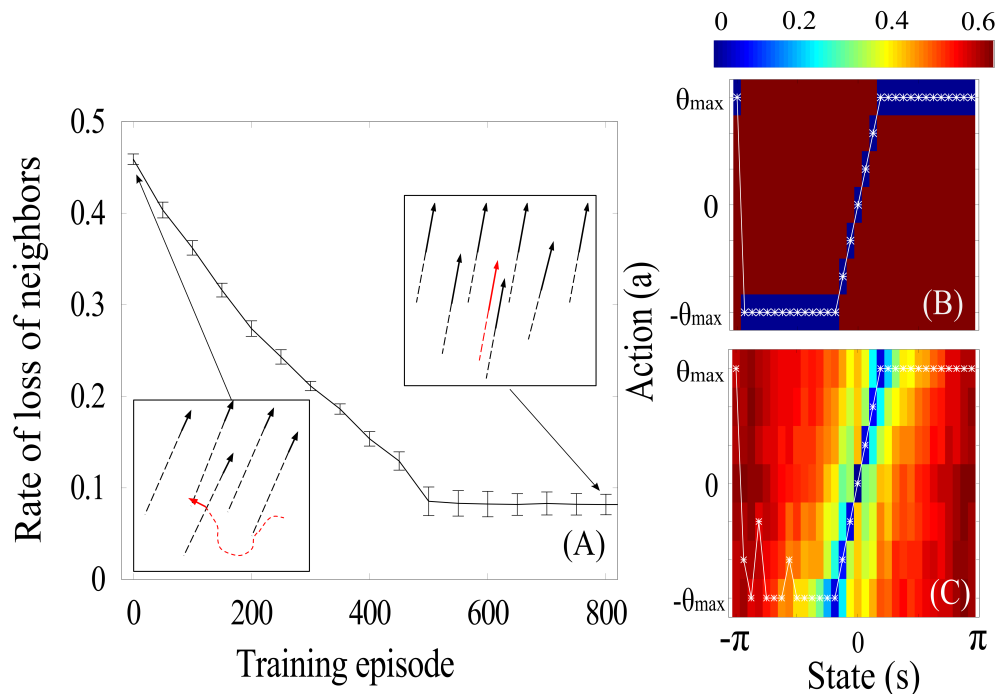 0 0.2 0.4 0.6
Rate of loss of neighbors
0.5
0.4
0.3
0.2
0.1
0
(A)
0 200 400 600 800
Training episode
Action (a)
θmax
0
-θmax
(B)
θmax
0
-θmax
(C)
-π 0 π
State (s)